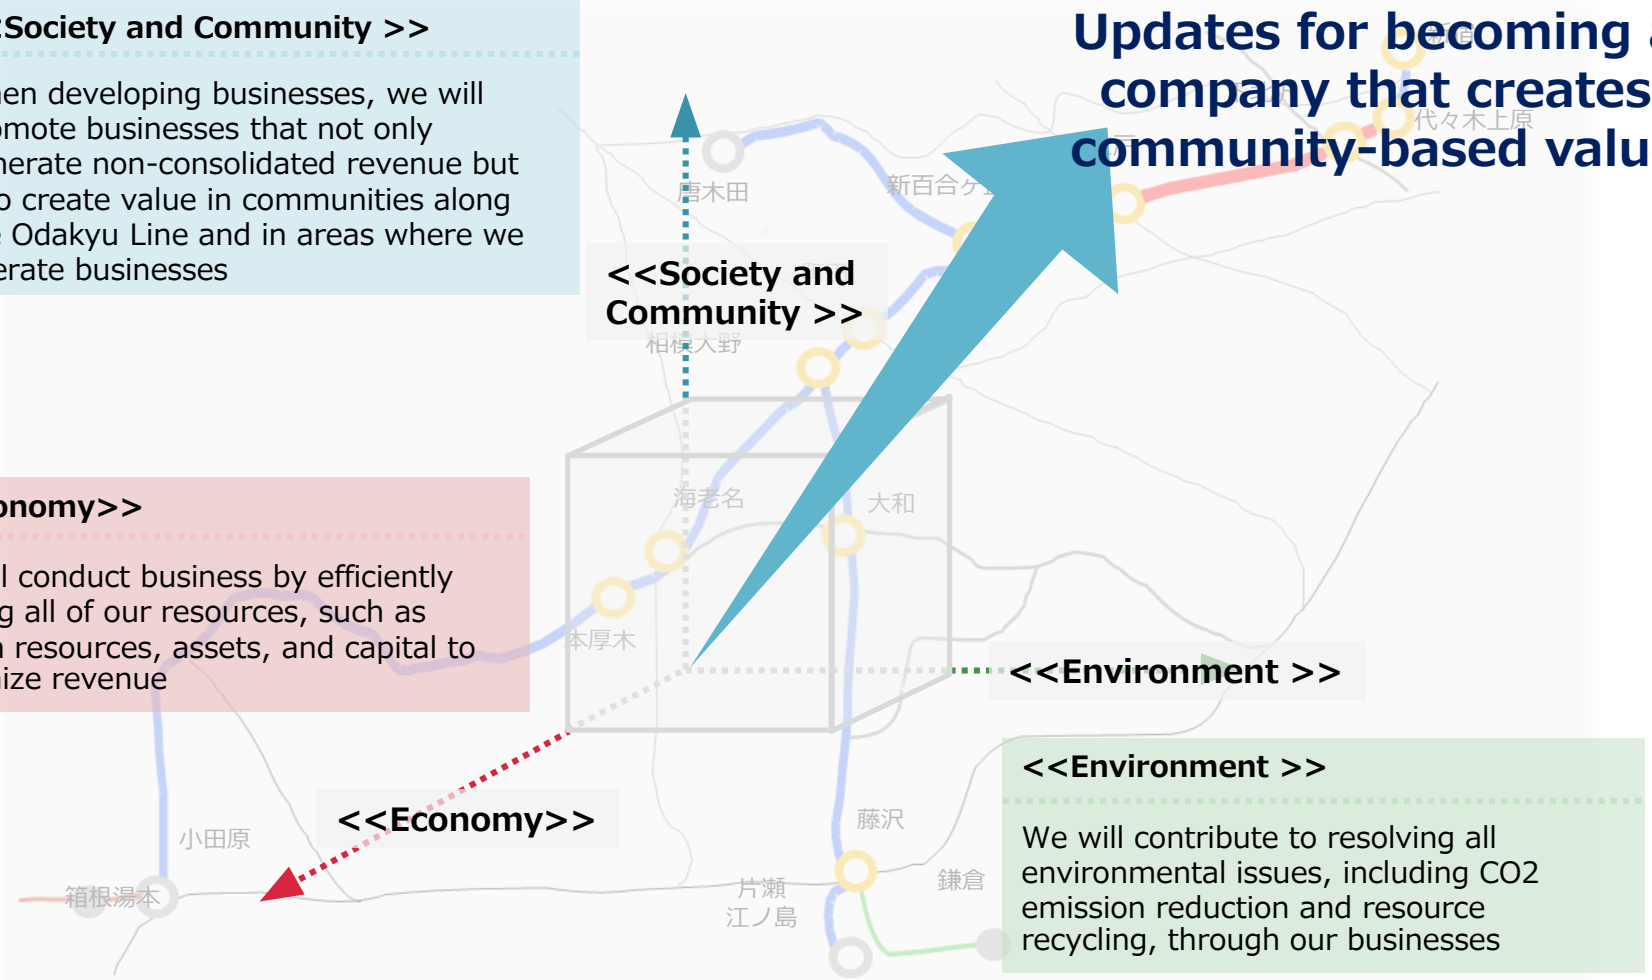 Society and Community >>
en developing businesses, we will
omote businesses that not only
nerate non-consolidated revenue but
o create value in communities along
e Odakyu Line and in areas where we
erate businesses
Updates for becoming a
company that creates
community-based valu
代々木上原
唐木田
新百合ヶ
<<Society and
Community >>
相模大野
onomy>>
l conduct business by efficiently
g all of our resources, such as
n resources, assets, and capital to
ize revenue
海老名
大和
本厚木
<<Environment >>
<<Economy>>
小田原
箱根湯本
藤沢
片瀬
江ノ島
鎌倉
<<Environment >>
We will contribute to resolving all
environmental issues, including CO2
emission reduction and resource
recycling, through our businesses